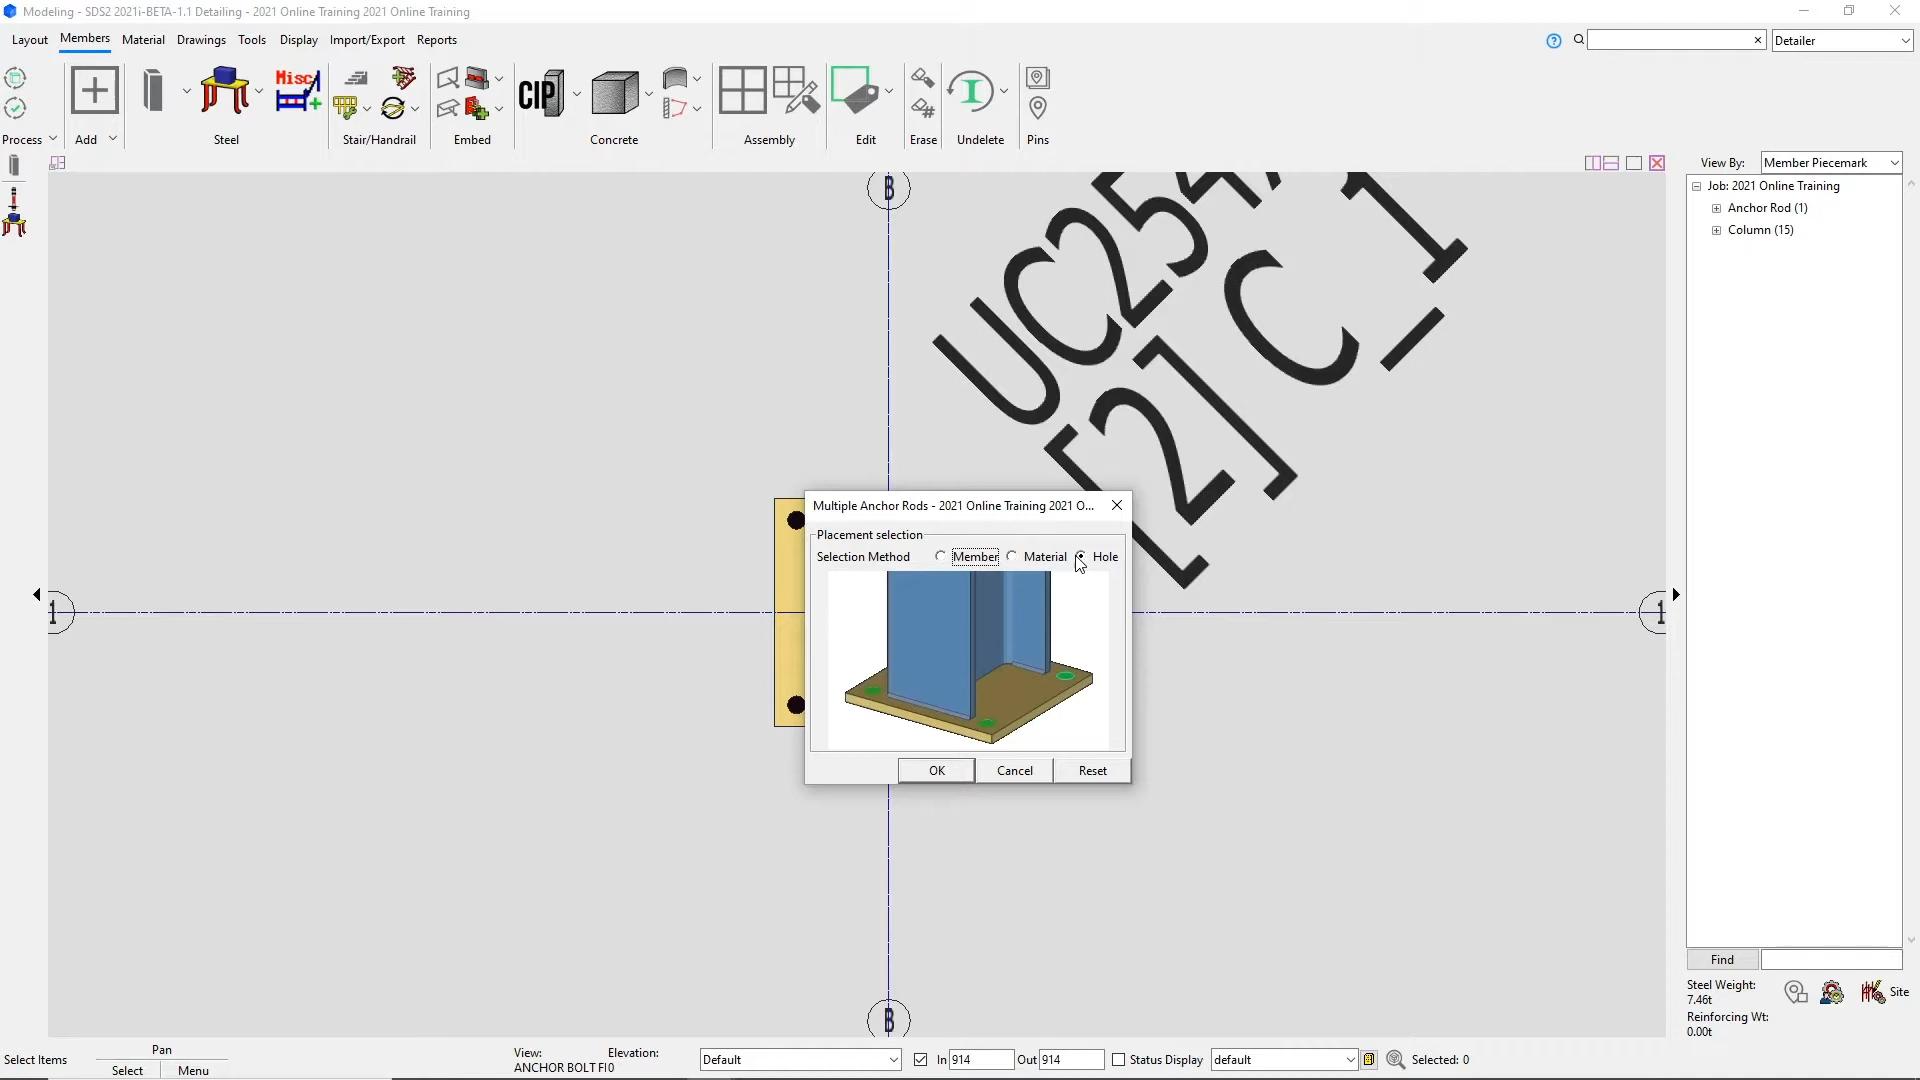 Modeling - SDS2 2021i-BETA-1.1 Detailing - 2021 Online Training 2021 Online Training
Layout Members Material Drawings Tools Display Import/Export Reports
Detailer
Misc
CIP
Process Add Steel Stair/Handrail Embed Concrete Assembly Edit Erase Undelete Pins
View By: Member Piecemark
Job: 2021 Online Training
Anchor Rod (1)
Column (15)
B
UC254
[2] C_1
Multiple Anchor Rods - 2021 Online Training 2021 O...
Placement selection
Selection Method Member Material Hole
1
1
OK Cancel Reset
B
Find
Steel Weight:
7.46t
Site
Reinforcing Wt:
0.00t
Select Items
Pan
Select Menu
View: Elevation:
ANCHOR BOLT FI0
Default
In 914 Out 914
Status Display default
Selected: 0